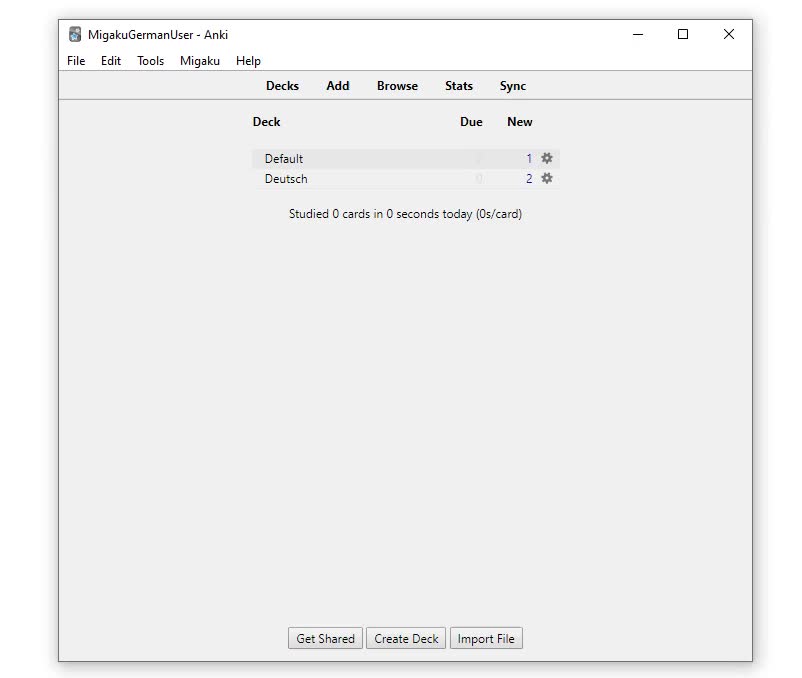 MigakuGermanUser - Anki
File Edit Tools Migaku Help
Decks Add Browse Stats Sync
Deck Due New
Default 1
Deutsch 0 2
Studied 0 cards in 0 seconds today (0s/card)
Get Shared Create Deck Import File